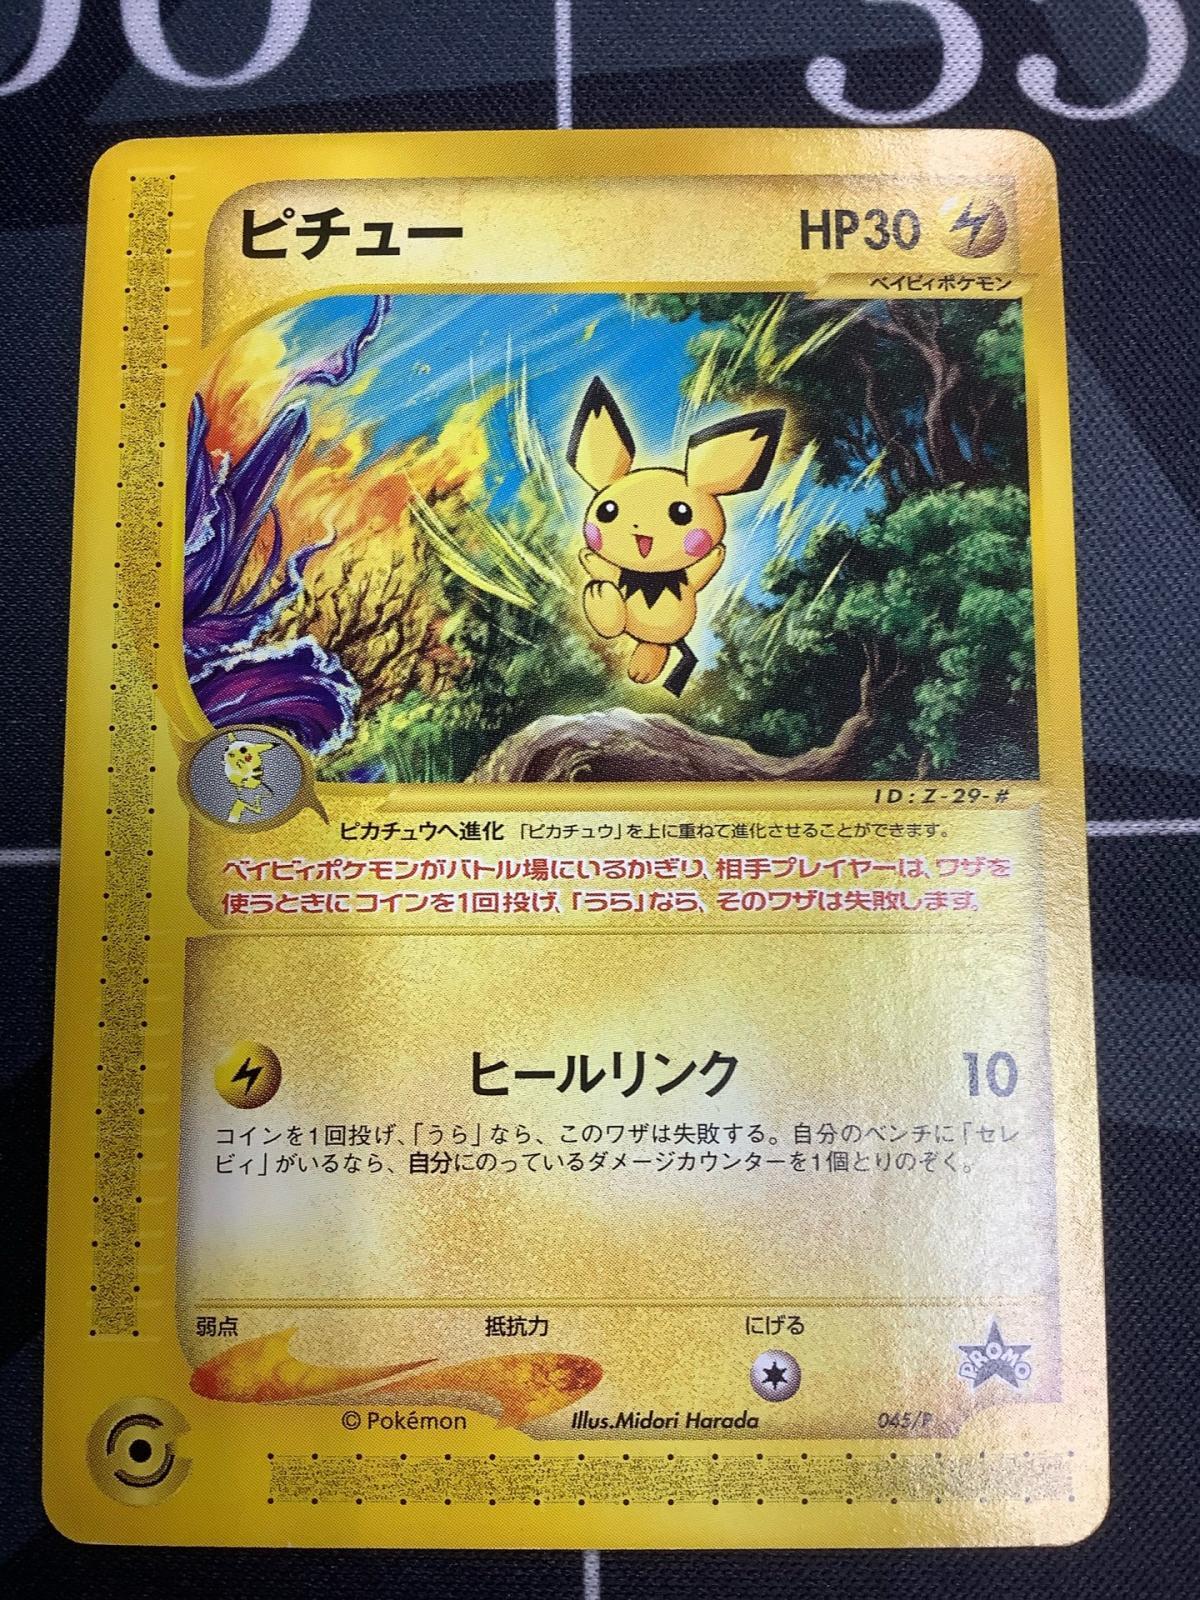 ピチュー
HP30
ベイビィポケモン
ID:Z-29-#
ピカチュウへ進化 「ピカチュウ」を上に重ねて進化させることができます。
ベイビィポケモンがバトル場にいるかぎり、相手プレイヤーは、ワザを
使うときにコインを1回投げ、「うら」なら、そのワザは失敗します。
ヒールリンク 10
コインを1回投げ、「うら」なら、このワザは失敗する。自分のベンチに「セレ
ビィ」がいるなら、自分にのっているダメージカウンターを1個とりのぞく。
弱点 抵抗力 にげる
PROMO
© Pokémon Illus.Midori Harada 045/P